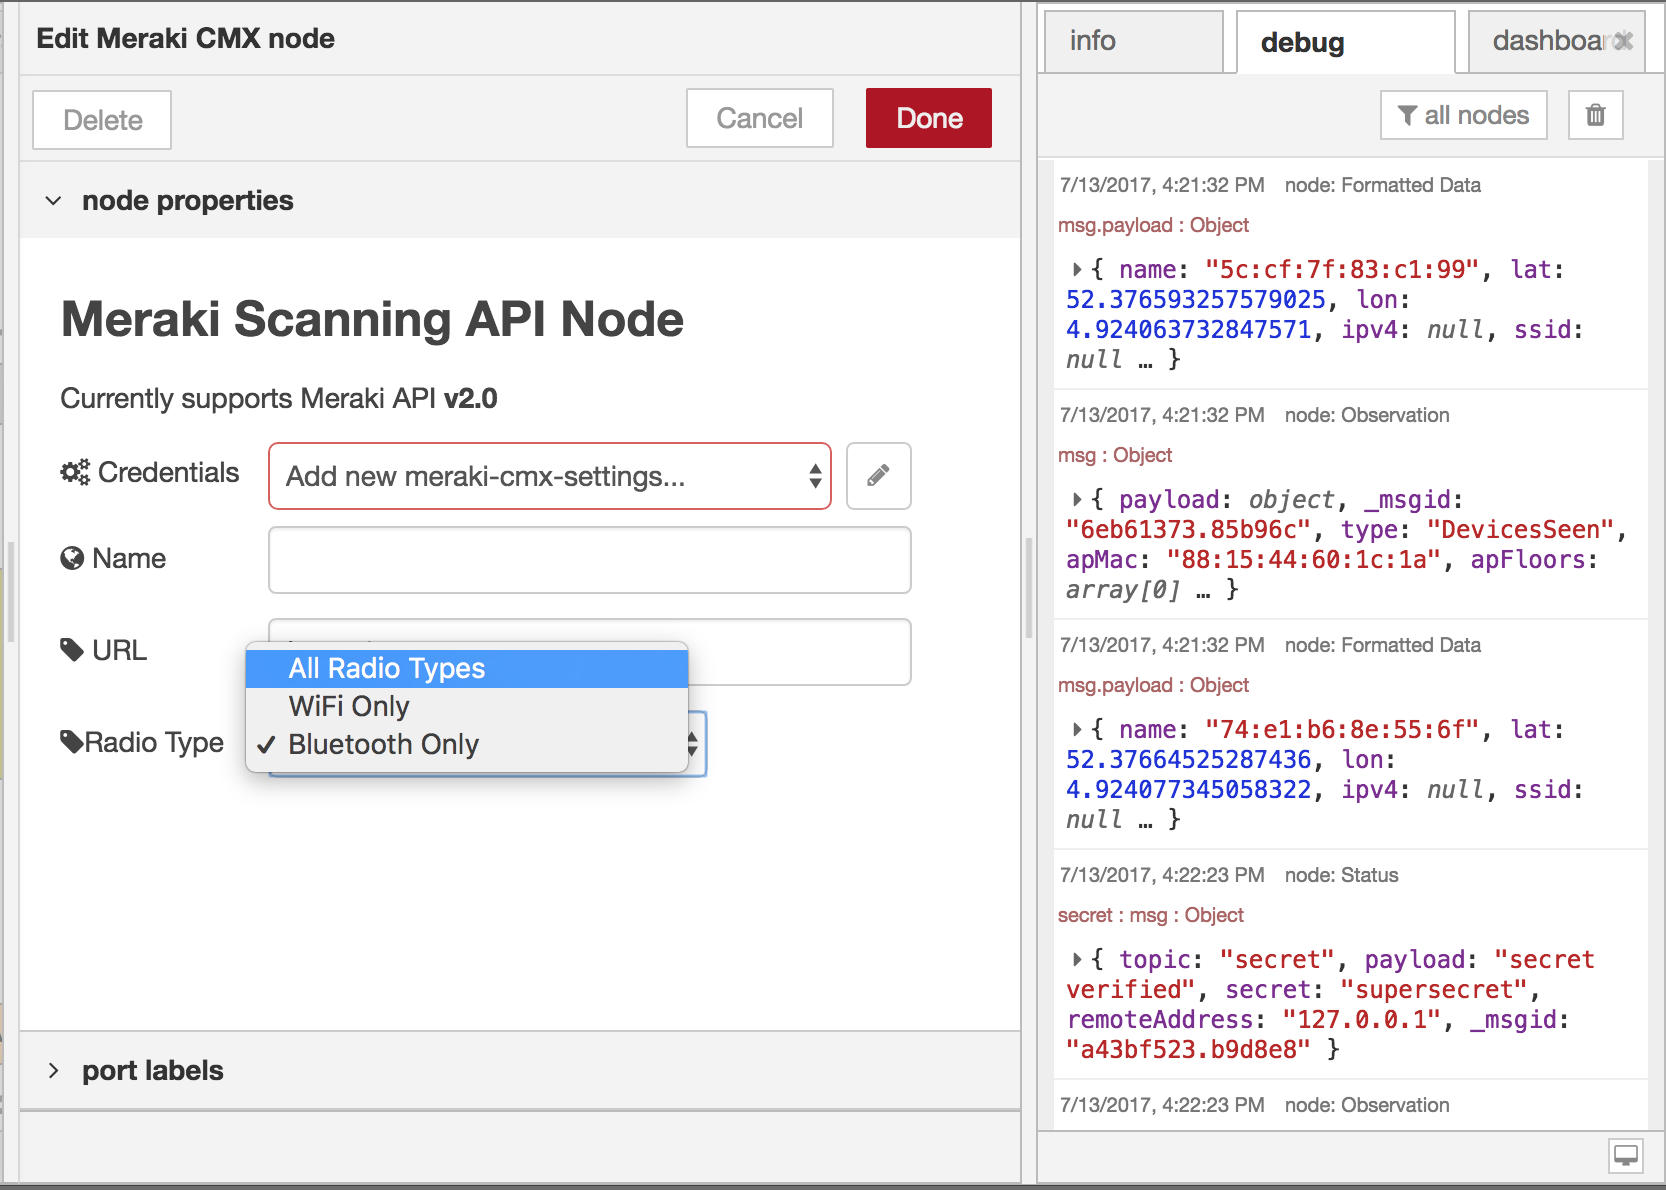 Edit Meraki CMX node
Delete
Cancel
Done
node properties
Meraki Scanning API Node
Currently supports Meraki API v2.0
Credentials
Add new meraki-cmx-settings...
Name
URL
All Radio Types
WiFi Only
Radio Type
✓ Bluetooth Only
port labels
info
debug
dashboard
all nodes
7/13/2017, 4:21:32 PM node: Formatted Data
msg.payload : Object
{ name: "5c:cf:7f:83:c1:99", lat:
52.376593257579025, lon:
4.924063732847571, ipv4: null, ssid:
null … }
7/13/2017, 4:21:32 PM node: Observation
msg : Object
{ payload: object, _msgid:
"6eb61373.85b96c", type: "DevicesSeen",
apMac: "88:15:44:60:1c:1a", apFloors:
array[0] … }
7/13/2017, 4:21:32 PM node: Formatted Data
msg.payload : Object
{ name: "74:e1:b6:8e:55:6f", lat:
52.37664525287436, lon:
4.924077345058322, ipv4: null, ssid:
null … }
7/13/2017, 4:22:23 PM node: Status
secret : msg : Object
{ topic: "secret", payload: "secret
verified", secret: "supersecret",
remoteAddress: "127.0.0.1", _msgid:
"a43bf523.b9d8e8" }
7/13/2017, 4:22:23 PM node: Observation